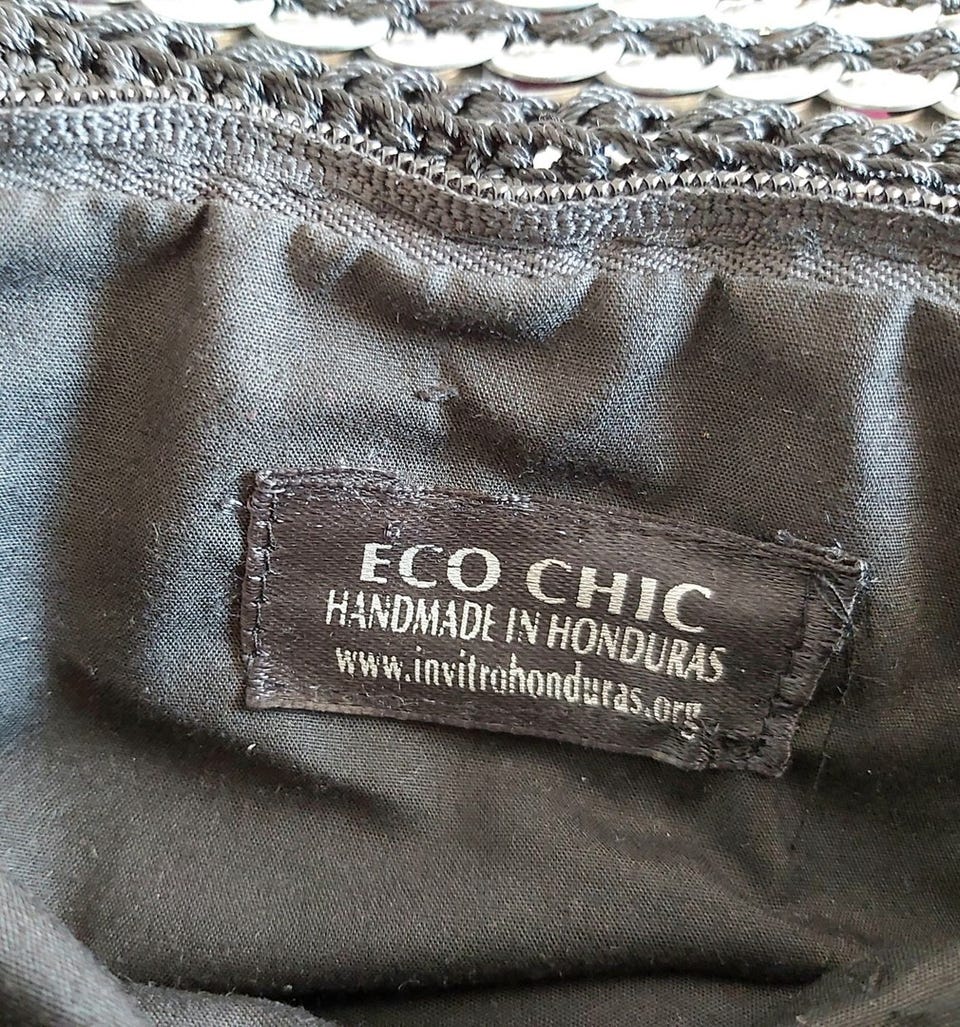 ECO CHIC
HANDMADE IN HONDURAS
www.invitrohonduras.org